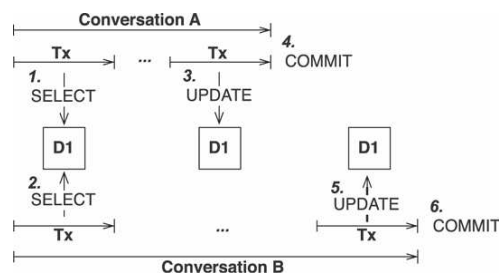 Conversation A
Tx ... Tx 4.
COMMIT
1. 3.
SELECT UPDATE
D1 D1 D1
2. 5.
SELECT UPDATE 6.
COMMIT
Tx ... Tx
Conversation B